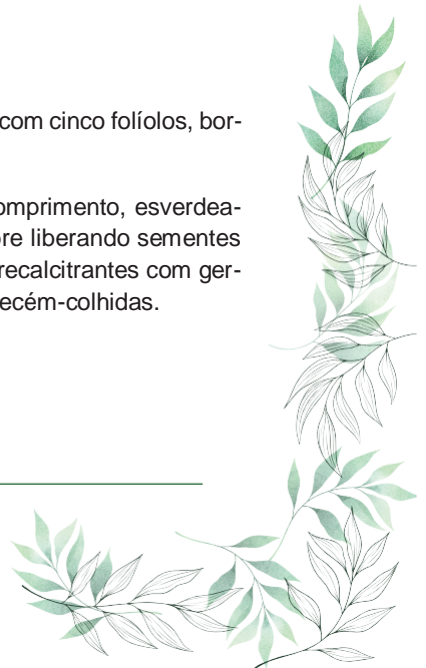 com cinco folíolos, bor-
omprimento, esverdea-
re liberando sementes
recalcitrantes com ger-
ecém-colhidas.